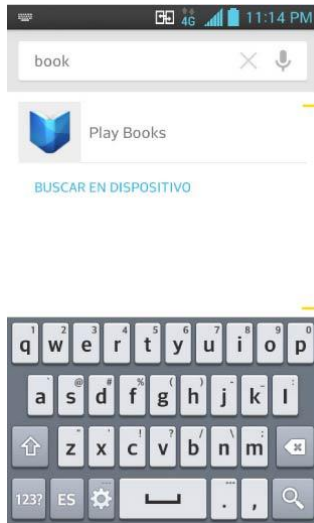 4G 11:14 PM
book
Play Books
BUSCAR EN DISPOSITIVO
1 2 3 4 5 6 7 8 9 0
q w e r t y u i o p
@ # % ( )
a s d f g h j k l
z x c v b n m
123? ES . ,